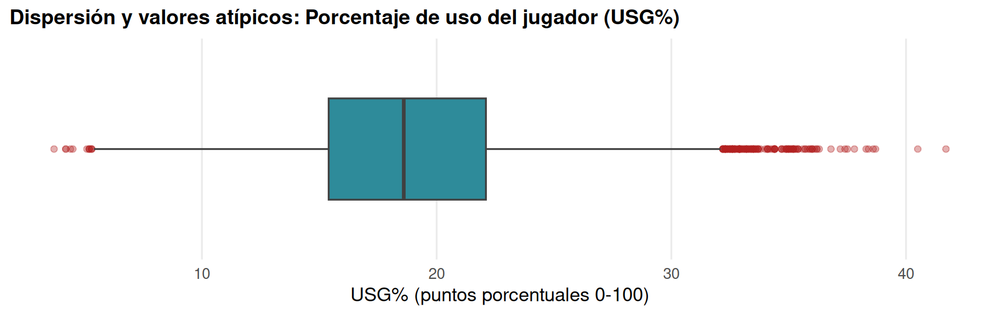 Dispersión y valores atípicos: Porcentaje de uso del jugador (USG%)
10 20 30 40
USG% (puntos porcentuales 0-100)